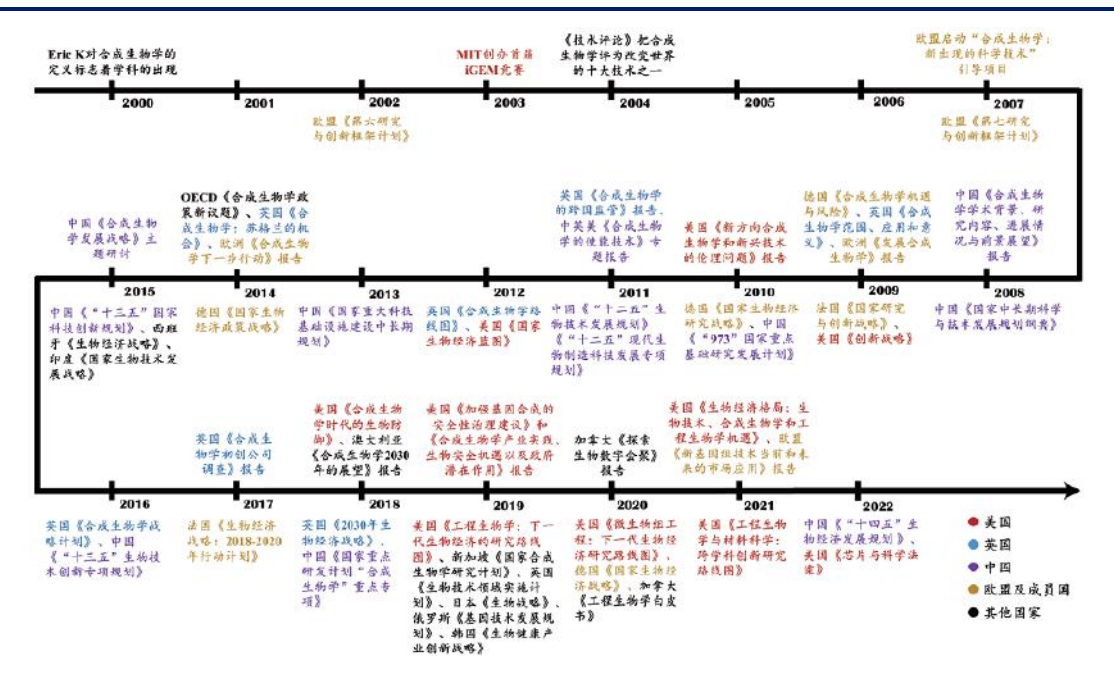 Eric K对合成生物学的
定义标志着学科的出现
MIT创办首届
iGEM竞赛
《技术评论》把合成
生物学评为改变世界
的十大技术之一
欧盟启动“合成生物学:
新出现的科学技术”
引导项目
2000
2001
2002
2003
2004
2005
2006
2007
欧盟《第六研究
与创新框架计划》
欧盟《第七研究
与创新框架计划》
中国《合成生物
学发展战略》主
题研讨
OECD《合成生物学政
策新议题》、英国《合
成生物学:苏格兰的机
会》、欧洲《合成生物
学下一步行动》报告
英国《合成生物学
的跨国监管》报告、
中英美《合成生物
学的使能技术》专
题报告
美国《新方向合成
生物学和新兴技术
的伦理问题》报告
德国《合成生物学机遇
与风险》、英国《合成
生物学范围、应用和意
义》、欧洲《发展合成
生物学》报告
中国《合成生物
学学术背景、研
究内容、进展情
况与前景展望》
报告
2015
2014
2013
2012
2011
2010
2009
2008
中国《“十三五”国家
科技创新规划》、西班
牙《生物经济战略》、
印度《国家生物技术发
展战略》
德国《国家生物
经济政策战略》
中国《国家重大科技
基础设施建设中长期
规划》
英国《合成生物学路
线图》、美国《国家
生物经济蓝图》
中国《“十二五”生
物技术发展规划》
《“十二五”现代生
物制造科技发展专项
规划》
德国《国家生物经济
研究战略》、中国
《“973”国家重点
基础研究发展计划》
法国《国家研究
与创新战略》、
美国《创新战略》
中国《国家中长期科学
与技术发展规划纲要》
英国《合成生
物学初创公司
调查》报告
美国《合成生物
学时代的生物防
御》、澳大利亚
《合成生物学2030
年的展望》报告
美国《加强基因合成的
安全性治理建议》和
《合成生物学产业实践、
生物安全机遇以及政府
潜在作用》报告
加拿大《探索
生物数字会聚》
报告
美国《生物经济格局:生
物技术、合成生物学和工
程生物学机遇》、欧盟
《新基因组技术当前和未
来的市场应用》报告
2016
2017
2018
2019
2020
2021
2022
英国《合成生物学战
略计划》、中国
《“十三五”生物技
术创新专项规划》
法国《生物经济
战略:2018-2020
年行动计划》
英国《2030年生
物经济战略》、
中国《国家重点
研发计划“合成
生物学”重点专
项》
美国《工程生物学:下一
代生物经济的研究路线
图》、新加坡《国家合成
生物学研究计划》、英国
《生物技术领域实施计
划》、日本《生物战略》、
俄罗斯《基因技术发展规
划》、韩国《生物健康产
业创新战略》
美国《微生物组工
程:下一代生物经
济研究路线图》、
德国《国家生物经
济战略》、加拿大
《工程生物学白皮
书》
美国《工程生物
学与材料科学:
跨学科创新研究
路线图》
中国《“十四五”生
物经济发展规划》、
美国《芯片与科学法
案》
美国
英国
中国
欧盟及成员国
其他国家